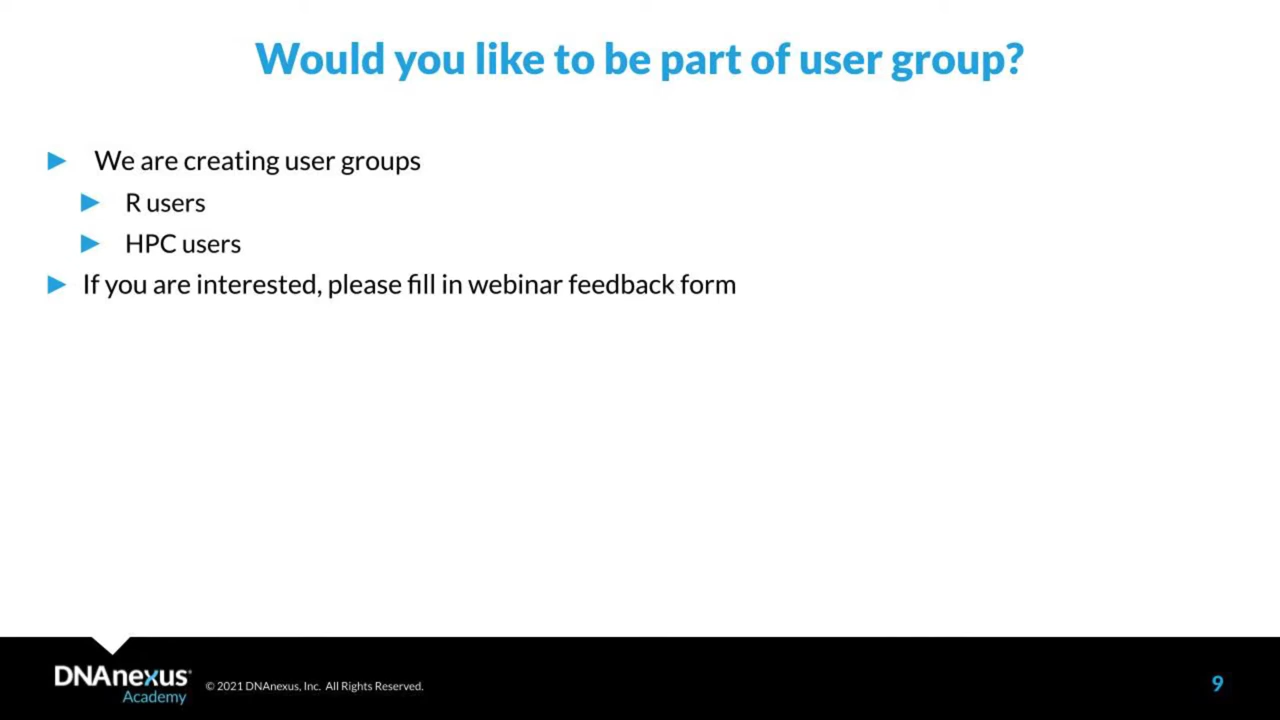 Would you like to be part of user group?
We are creating user groups
R users
HPC users
If you are interested, please fill in webinar feedback form
DNAnexus
Academy
© 2021 DNAnexus, Inc. All Rights Reserved.
9